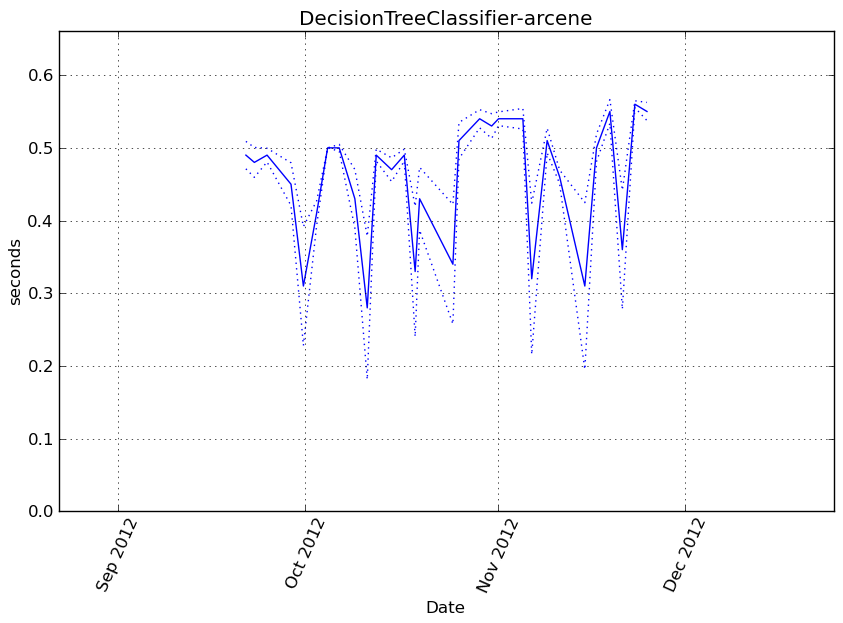 DecisionTreeClassifier-arcene
0.6
0.5
0.4
0.3
0.2
0.1
0.0
seconds
Sep 2012
Oct 2012
Nov 2012
Dec 2012
Date